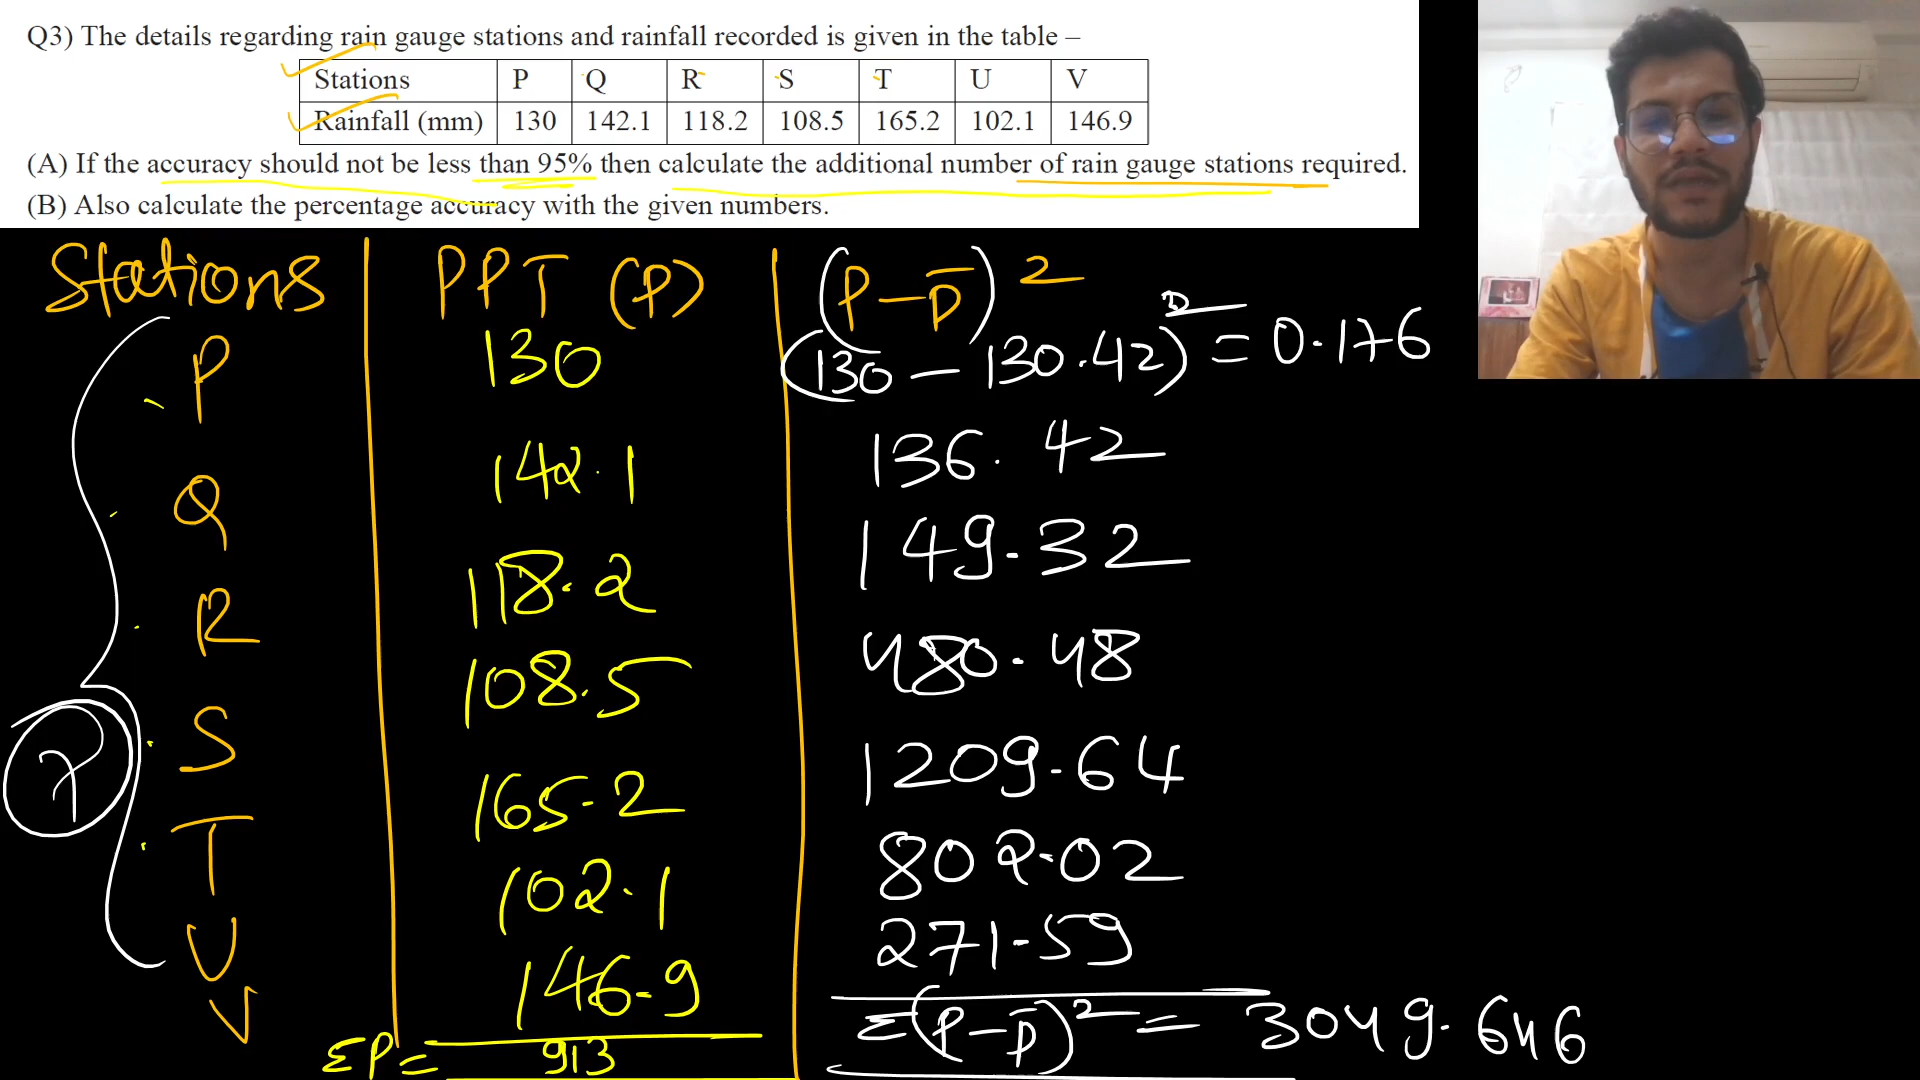 Q3) The details regarding rain gauge stations and rainfall recorded is given in the table –
Stations P Q R S T U V
Rainfall (mm) 130 142.1 118.2 108.5 165.2 102.1 146.9
(A) If the accuracy should not be less than 95% then calculate the additional number of rain gauge stations required.
(B) Also calculate the percentage accuracy with the given numbers.
Stations PPT (P) (P-P̅)²
P 130 (130 - 130.42)² = 0.176
Q 142.1 136.42
R 118.2 149.32
S 108.5 480.48
T 165.2 1209.64
U 102.1 802.02
V 146.9 271.59
7
ΣP = 913 Σ(P-P̅)² = 3049.646